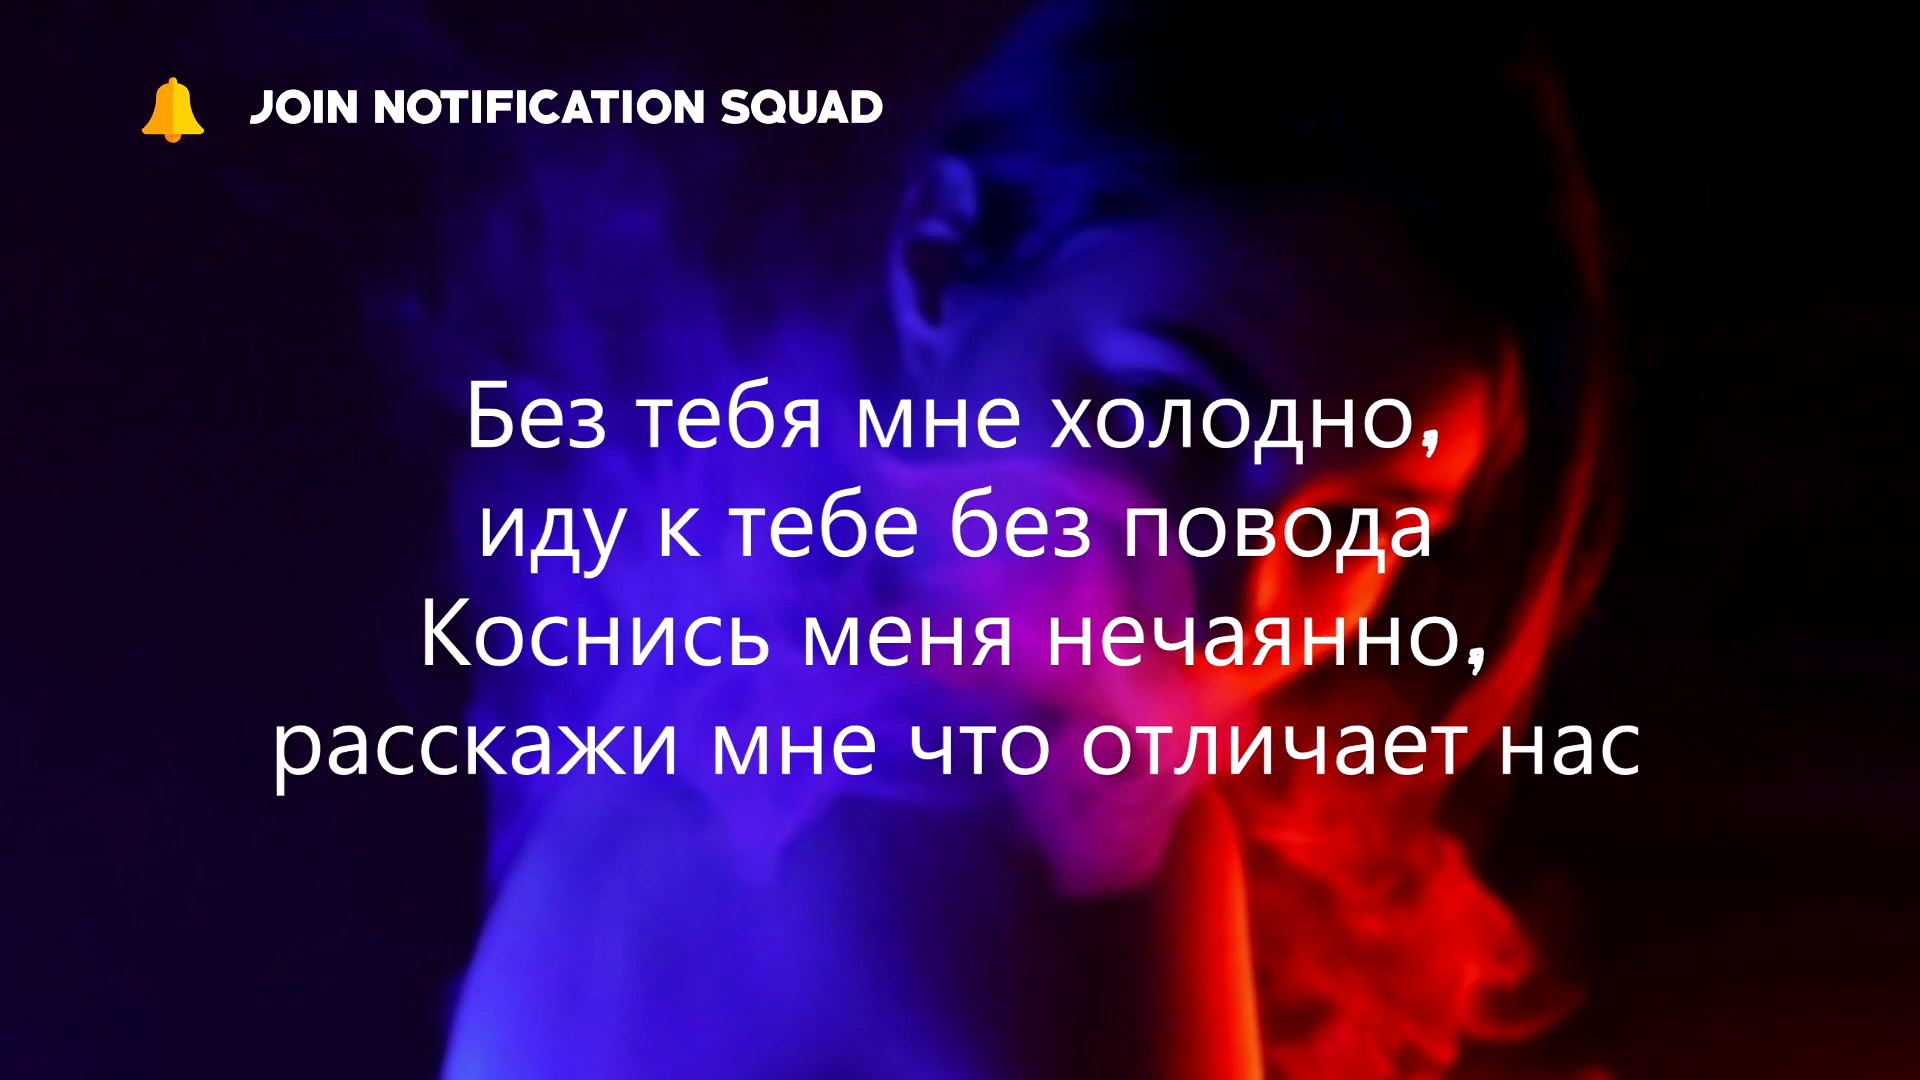 JOIN NOTIFICATION SQUAD
Без тебя мне холодно,
иду к тебе без повода
Коснись меня нечаянно,
расскажи мне что отличает нас